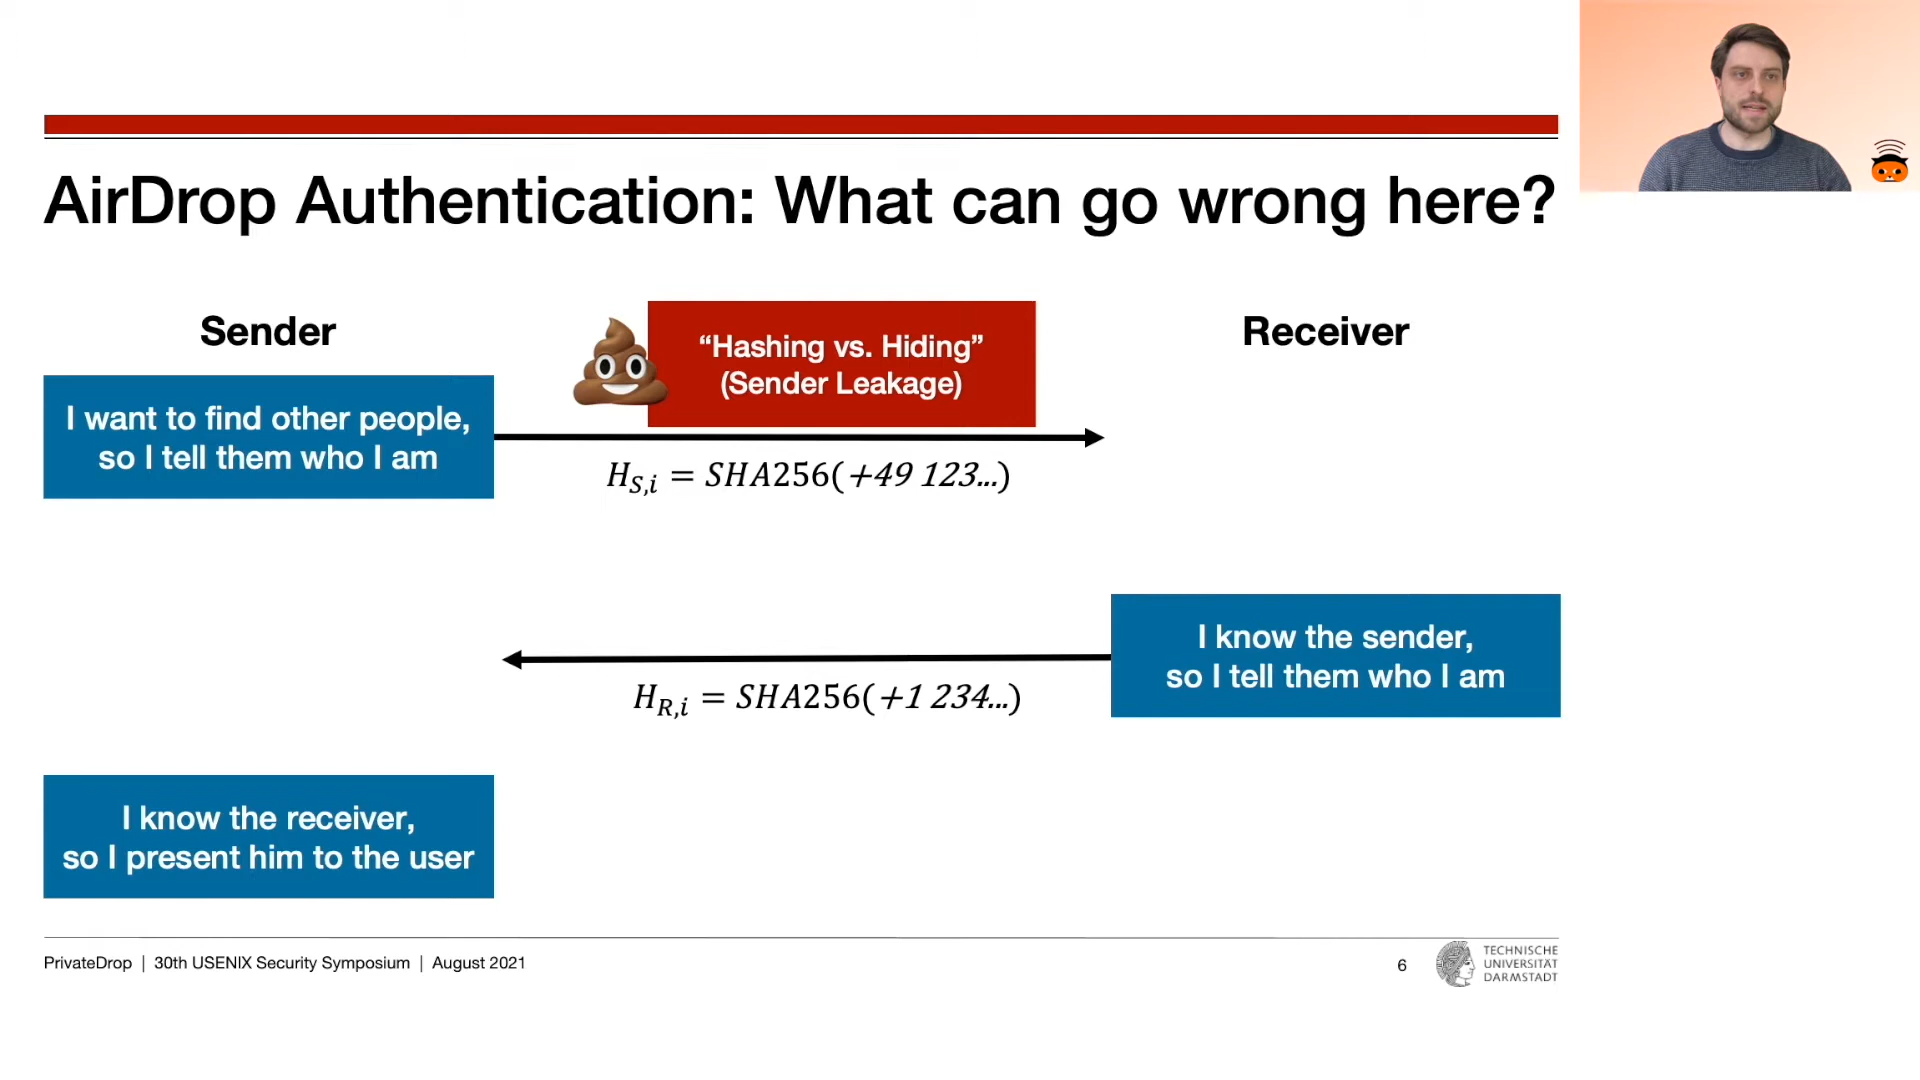 AirDrop Authentication: What can go wrong here?
Sender
“Hashing vs. Hiding”
(Sender Leakage)
Receiver
I want to find other people,
so I tell them who I am
H_{S,i} = SHA256(+49 123...)
I know the sender,
so I tell them who I am
H_{R,i} = SHA256(+1 234...)
I know the receiver,
so I present him to the user
PrivateDrop | 30th USENIX Security Symposium | August 2021
6
TECHNISCHE
UNIVERSITÄT
DARMSTADT